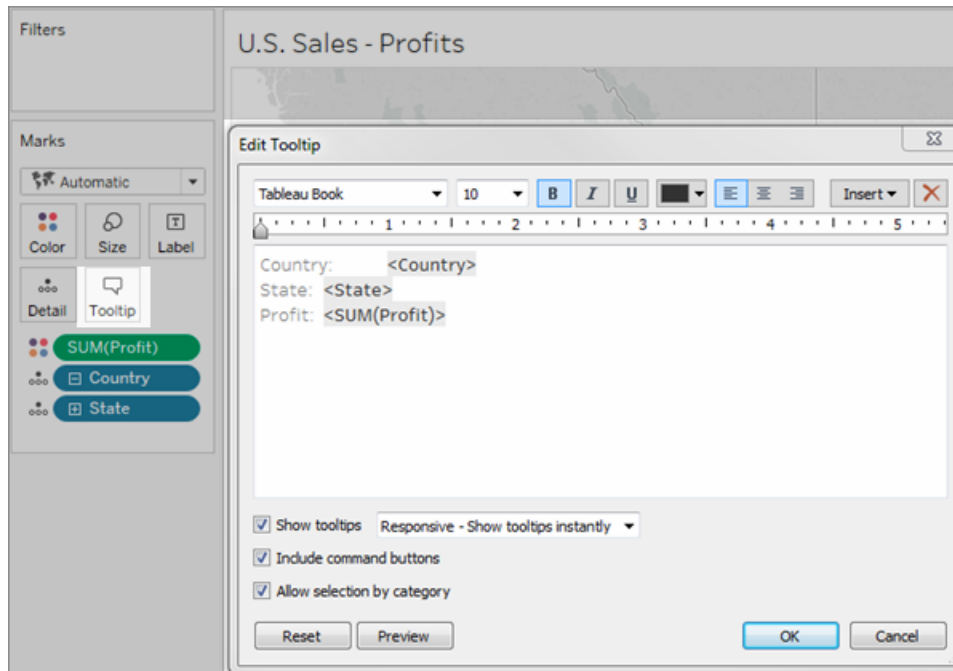 Filters
U.S. Sales - Profits
Marks
Automatic
Color Size Label
Detail Tooltip
SUM(Profit)
Country
State
Edit Tooltip
Tableau Book 10 B I U Insert
1 2 3 4 5
Country: <Country>
State: <State>
Profit: <SUM(Profit)>
Show tooltips Responsive - Show tooltips instantly
Include command buttons
Allow selection by category
Reset Preview OK Cancel